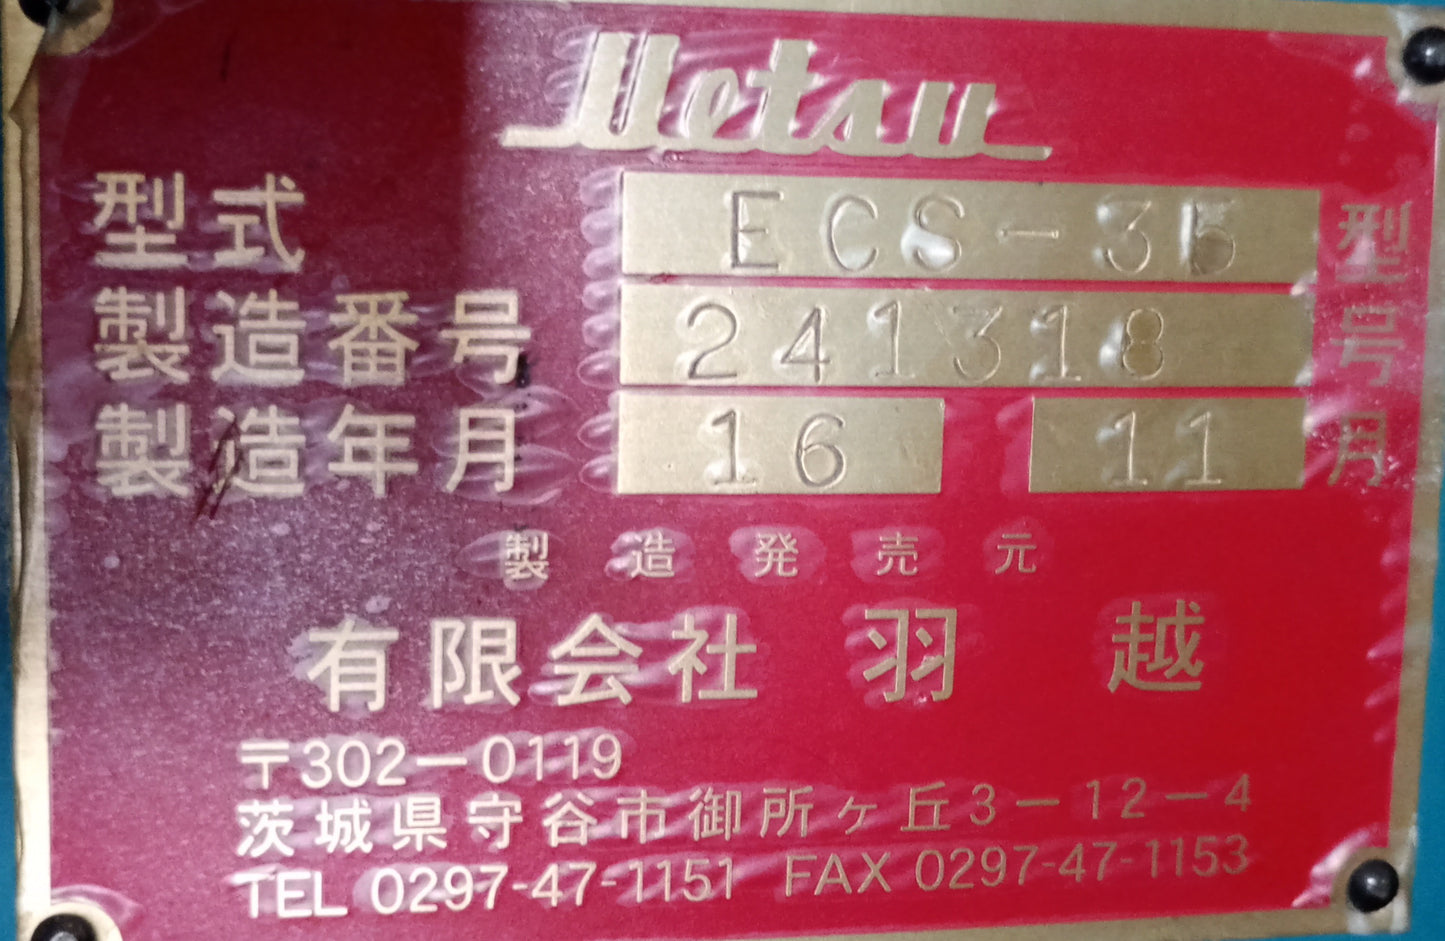 Uetsu
型式 ECS-35 型
製造番号 241318 号
製造年月 16 11 月
製造発売元
有限会社 羽越
〒302-0119
茨城県守谷市御所ヶ丘3-12-4
TEL 0297-47-1151 FAX 0297-47-1153